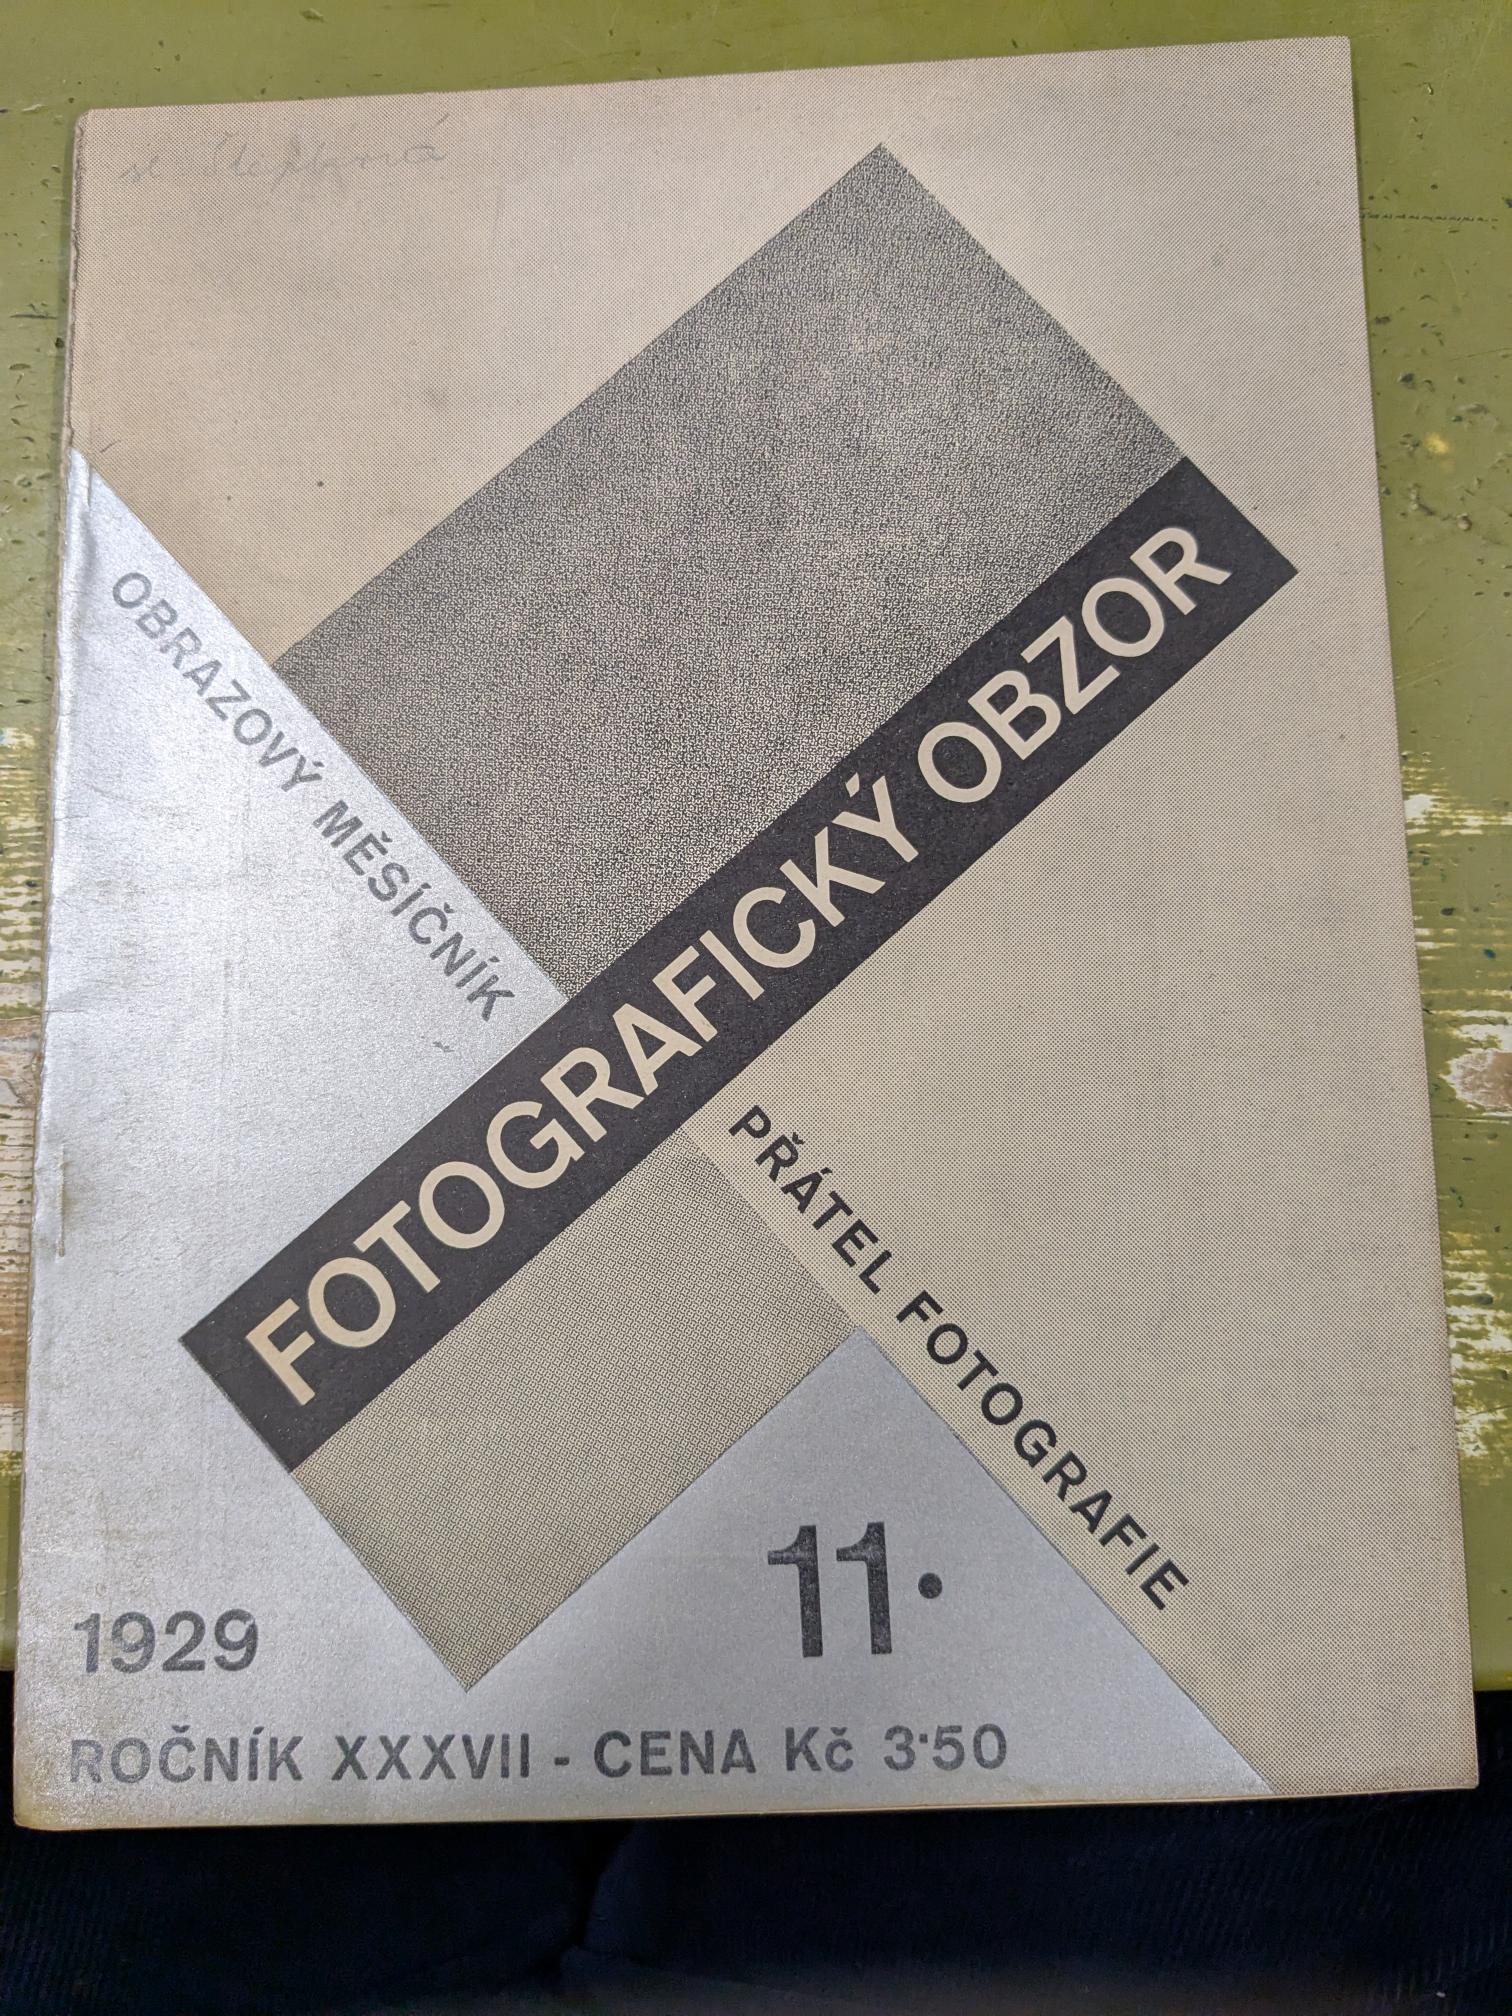 OBRAZOVÝ MĚSÍČNÍK
FOTOGRAFICKÝ OBZOR
PŘÁTEL FOTOGRAFIE
11.
1929
ROČNÍK XXXVII - CENA Kč 3·50